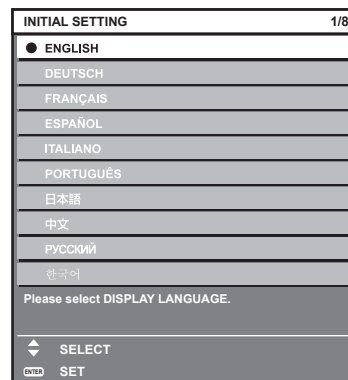 INITIAL SETTING 1/8
ENGLISH
DEUTSCH
FRANÇAIS
ESPAÑOL
ITALIANO
PORTUGUÊS
日本語
中文
РУССКИЙ
한국어
Please select DISPLAY LANGUAGE.
SELECT
ENTER SET